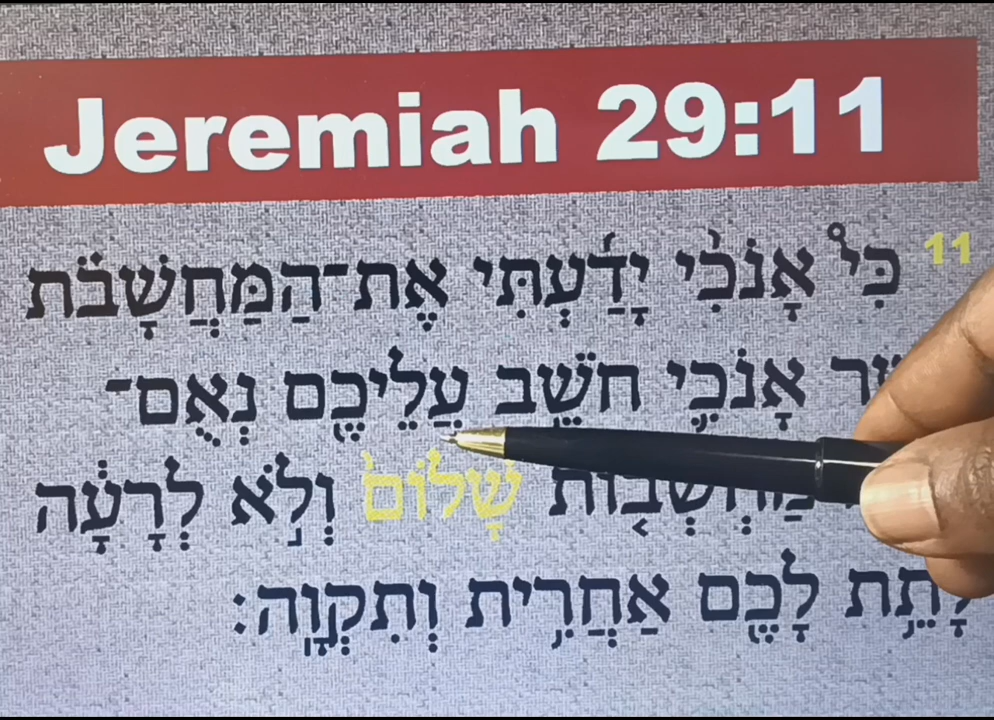 Jeremiah 29:11
11 כִּי֩ אָנֹכִ֨י יָדַ֜עְתִּי אֶת־הַמַּחֲשָׁבֹ֗ת
אָנֹכִ֛י חֹשֵׁ֥ב עֲלֵיכֶ֖ם נְאֻם־
שָׁלוֹם֙ וְלֹ֣א לְרָעָ֔ה
לָתֵ֥ת לָכֶ֖ם אַחֲרִ֥ית וְתִקְוָֽה׃